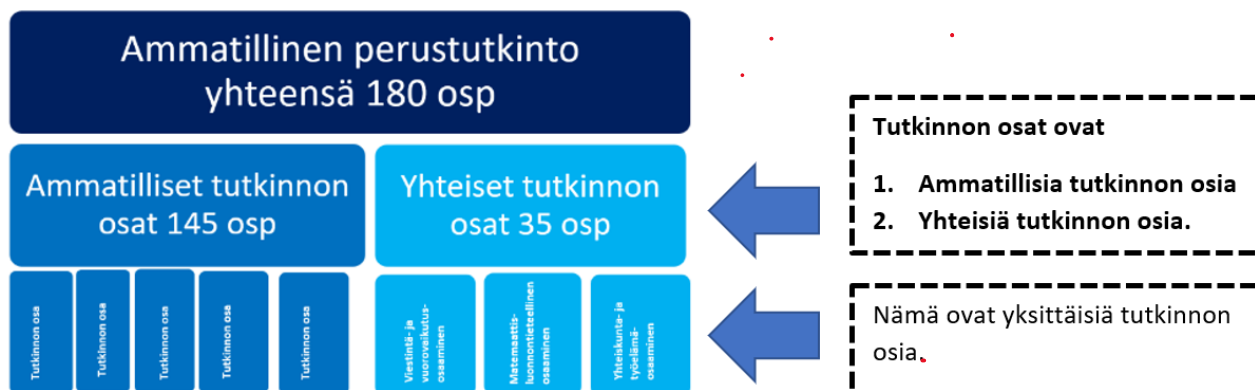 Ammatillinen perustutkinto
yhteensä 180 osp
Ammatilliset tutkinnon
osat 145 osp
Yhteiset tutkinnon
osat 35 osp
Tutkinnon osa
Tutkinnon osa
Tutkinnon osa
Tutkinnon osa
Tutkinnon osa
Viestintä- ja
vuorovaikutus-
osaaminen
Matemaattis-
luonnontieteellinen
osaaminen
Yhteiskunta- ja
työelämä-
osaaminen
Tutkinnon osat ovat
1. Ammatillisia tutkinnon osia
2. Yhteisiä tutkinnon osia.
Nämä ovat yksittäisiä tutkinnon
osia.